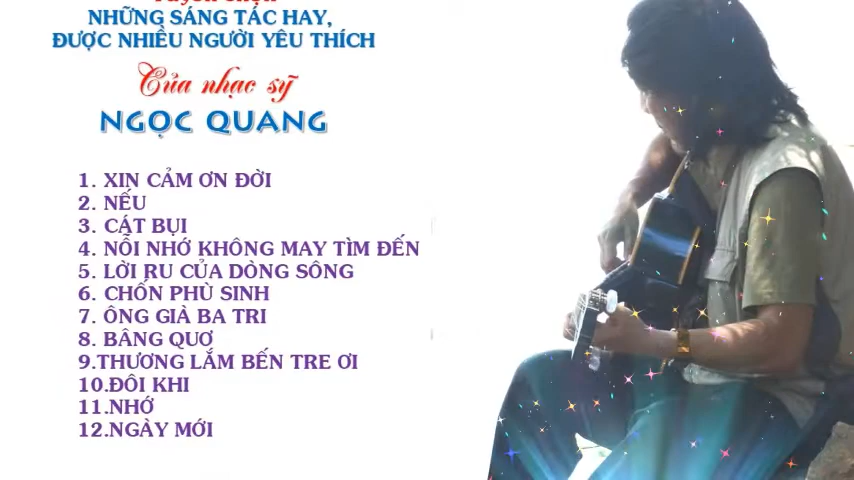 NHỮNG SÁNG TÁC HAY,
ĐƯỢC NHIỀU NGƯỜI YÊU THÍCH
Của nhạc sỹ
NGỌC QUANG
1. XIN CẢM ƠN ĐỜI
2. NẾU
3. CÁT BỤI
4. NỖI NHỚ KHÔNG MAY TÌM ĐẾN
5. LỜI RU CỦA DÒNG SÔNG
6. CHỐN PHÙ SINH
7. ÔNG GIÀ BA TRI
8. BÂNG QUƠ
9.THƯƠNG LẮM BẾN TRE ƠI
10.ĐÔI KHI
11.NHỚ
12.NGÀY MỚI